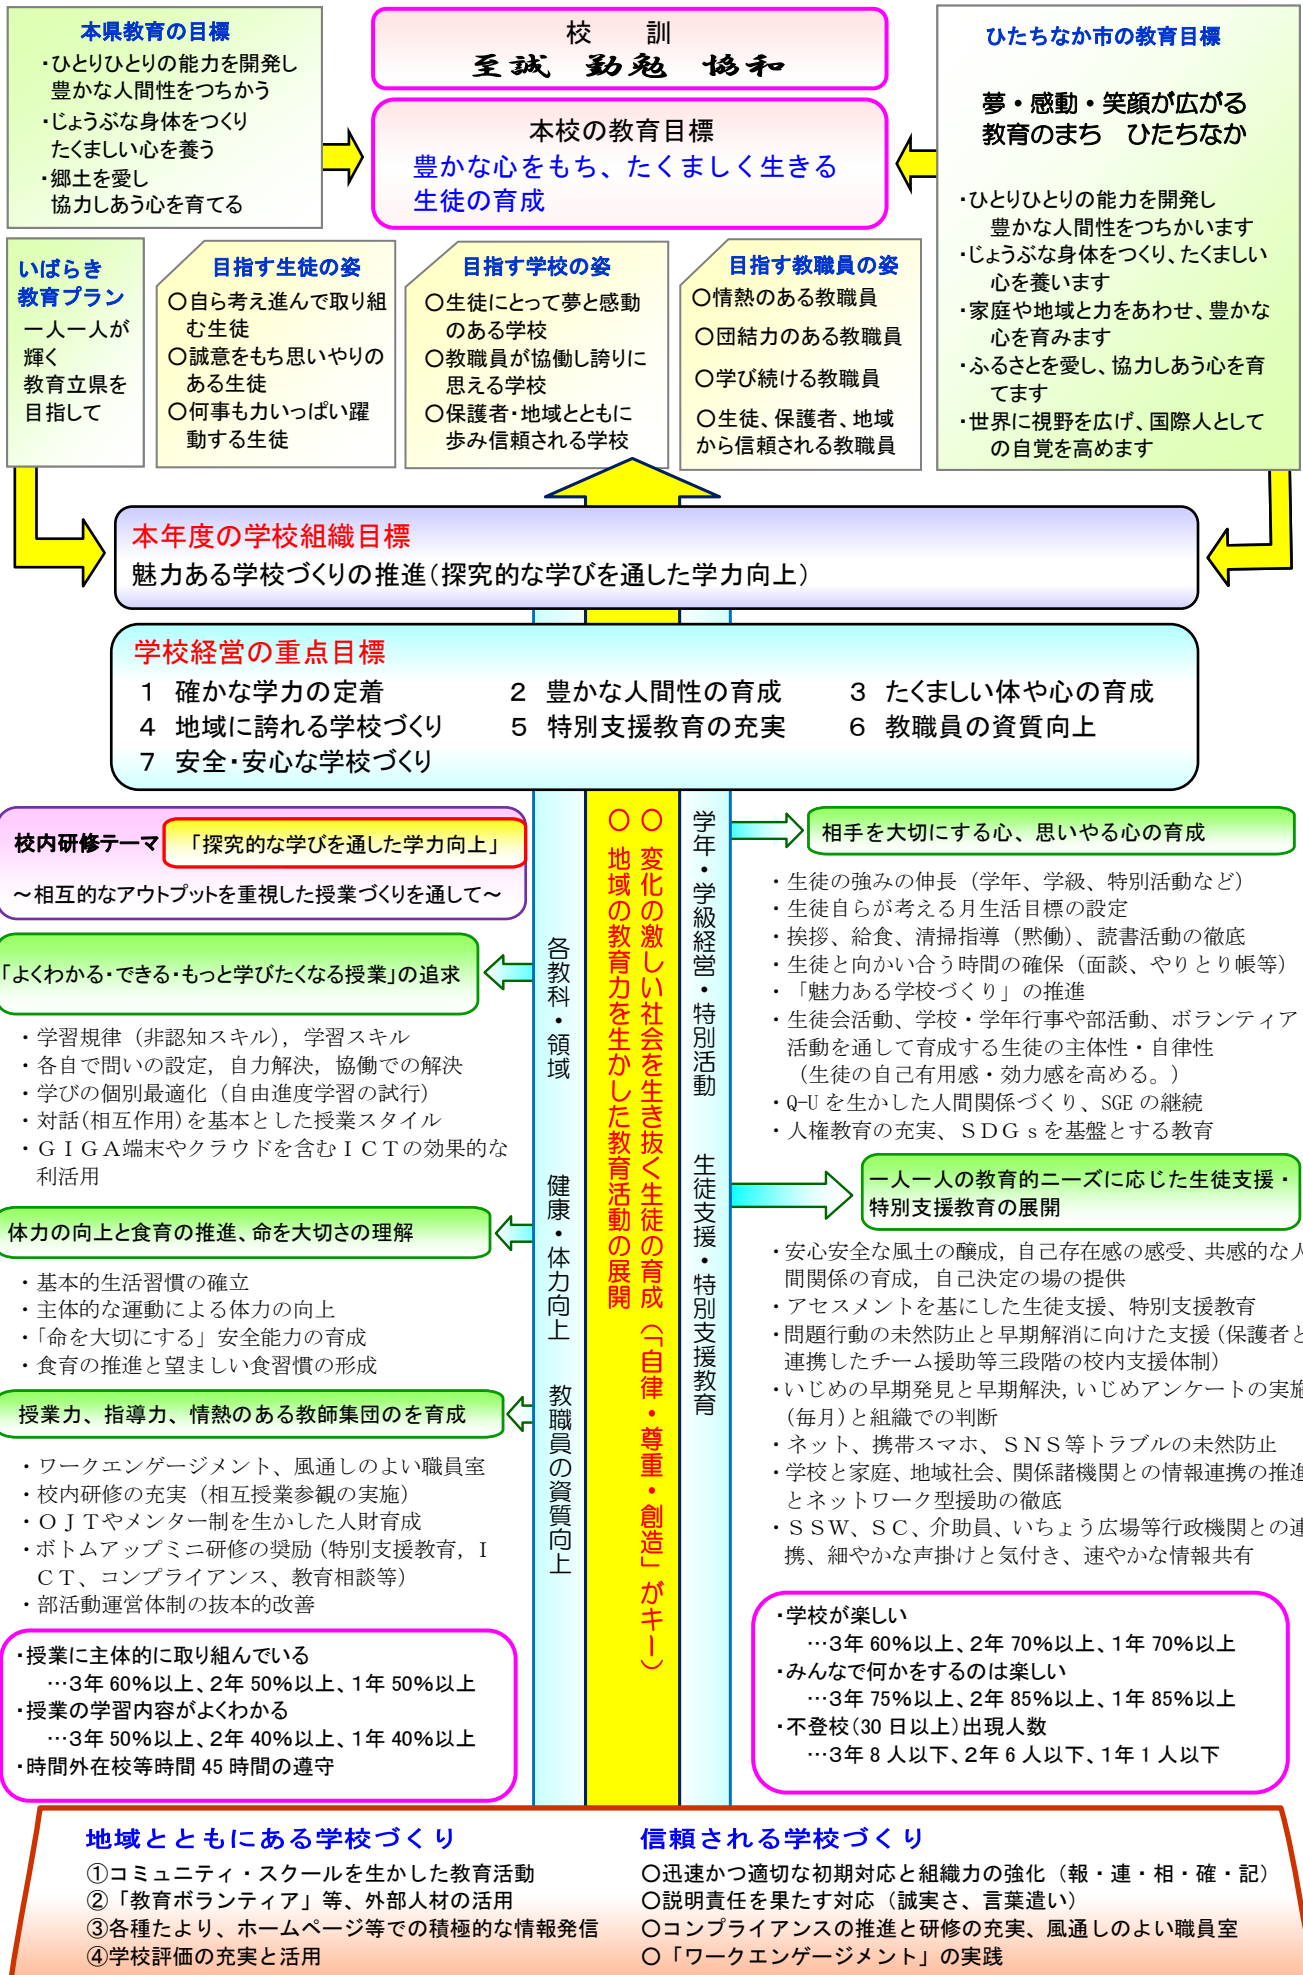 本県教育の目標
・ひとりひとりの能力を開発し
豊かな人間性をつちかう
・じょうぶな身体をつくり
たくましい心を養う
・郷土を愛し
協力しあう心を育てる
校　訓
至誠　勤勉　協和
本校の教育目標
豊かな心をもち、たくましく生きる
生徒の育成
ひたちなか市の教育目標
夢・感動・笑顔が広がる
教育のまち　ひたちなか
・ひとりひとりの能力を開発し
豊かな人間性をつちかいます
・じょうぶな身体をつくり、たくましい
心を養います
・家庭や地域と力をあわせ、豊かな
心を育みます
・ふるさとを愛し、協力しあう心を育
てます
・世界に視野を広げ、国際人として
の自覚を高めます
いばらき
教育プラン
一人一人が
輝く
教育立県を
目指して
目指す生徒の姿
○自ら考え進んで取り組
む生徒
○誠意をもち思いやりの
ある生徒
○何事も力いっぱい躍
動する生徒
目指す学校の姿
○生徒にとって夢と感動
のある学校
○教職員が協働し誇りに
思える学校
○保護者・地域とともに
歩み信頼される学校
目指す教職員の姿
○情熱のある教職員
○団結力のある教職員
○学び続ける教職員
○生徒、保護者、地域
から信頼される教職員
本年度の学校組織目標
魅力ある学校づくりの推進（探究的な学びを通した学力向上）
学校経営の重点目標
１　確かな学力の定着　２　豊かな人間性の育成　３　たくましい体や心の育成
４　地域に誇れる学校づくり　５　特別支援教育の充実　６　教職員の資質向上
７　安全・安心な学校づくり
校内研修テーマ　「探究的な学びを通した学力向上」
～相互的なアウトプットを重視した授業づくりを通して～
「よくわかる・できる・もっと学びたくなる授業」の追求
・学習規律（非認知スキル），学習スキル
・各自で問いの設定，自力解決，協働での解決
・学びの個別最適化（自由進度学習の試行）
・対話(相互作用)を基本とした授業スタイル
・ＧＩＧＡ端末やクラウドを含むＩＣＴの効果的な
利活用
体力の向上と食育の推進、命を大切さの理解
・基本的生活習慣の確立
・主体的な運動による体力の向上
・「命を大切にする」安全能力の育成
・食育の推進と望ましい食習慣の形成
授業力、指導力、情熱のある教師集団のを育成
・ワークエンゲージメント、風通しのよい職員室
・校内研修の充実（相互授業参観の実施）
・ＯＪＴやメンター制を生かした人財育成
・ボトムアップミニ研修の奨励（特別支援教育，Ｉ
ＣＴ、コンプライアンス、教育相談等）
・部活動運営体制の抜本的改善
・授業に主体的に取り組んでいる
…３年 60％以上、２年 50％以上、１年 50％以上
・授業の学習内容がよくわかる
…３年 50％以上、２年 40％以上、１年 40％以上
・時間外在校等時間 45 時間の遵守
各教科・領域
健康・体力向上
教職員の資質向上
○　変化の激しい社会を生き抜く生徒の育成（「自律・尊重・創造」がキー）
○　地域の教育力を生かした教育活動の展開
学年・学級経営・特別活動
生徒支援・特別支援教育
相手を大切にする心、思いやる心の育成
・生徒の強みの伸長（学年、学級、特別活動など）
・生徒自らが考える月生活目標の設定
・挨拶、給食、清掃指導（黙働）、読書活動の徹底
・生徒と向かい合う時間の確保（面談、やりとり帳等）
・「魅力ある学校づくり」の推進
・生徒会活動、学校・学年行事や部活動、ボランティア
活動を通して育成する生徒の主体性・自律性
（生徒の自己有用感・効力感を高める。）
・Q-U を生かした人間関係づくり、SGE の継続
・人権教育の充実、ＳＤＧｓを基盤とする教育
一人一人の教育的ニーズに応じた生徒支援・
特別支援教育の展開
・安心安全な風土の醸成，自己存在感の感受、共感的な人
間関係の育成，自己決定の場の提供
・アセスメントを基にした生徒支援、特別支援教育
・問題行動の未然防止と早期解消に向けた支援（保護者と
連携したチーム援助等三段階の校内支援体制）
・いじめの早期発見と早期解決，いじめアンケートの実施
（毎月）と組織での判断
・ネット、携帯スマホ、ＳＮＳ等トラブルの未然防止
・学校と家庭、地域社会、関係諸機関との情報連携の推進
とネットワーク型援助の徹底
・ＳＳＷ、ＳＣ、介助員、いちょう広場等行政機関との連
携、細やかな声掛けと気付き、速やかな情報共有
・学校が楽しい
…３年 60％以上、２年 70％以上、１年 70％以上
・みんなで何かをするのは楽しい
…３年 75％以上、２年 85％以上、１年 85％以上
・不登校（30 日以上）出現人数
…３年 8 人以下、２年 6 人以下、１年 1 人以下
地域とともにある学校づくり
①コミュニティ・スクールを生かした教育活動
②「教育ボランティア」等、外部人材の活用
③各種たより、ホームページ等での積極的な情報発信
④学校評価の充実と活用
信頼される学校づくり
○迅速かつ適切な初期対応と組織力の強化（報・連・相・確・記）
○説明責任を果たす対応（誠実さ、言葉遣い）
○コンプライアンスの推進と研修の充実、風通しのよい職員室
○「ワークエンゲージメント」の実践